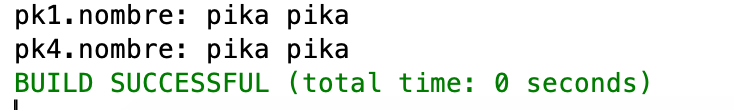 pk1.nombre: pika pika
pk4.nombre: pika pika
BUILD SUCCESSFUL (total time: 0 seconds)